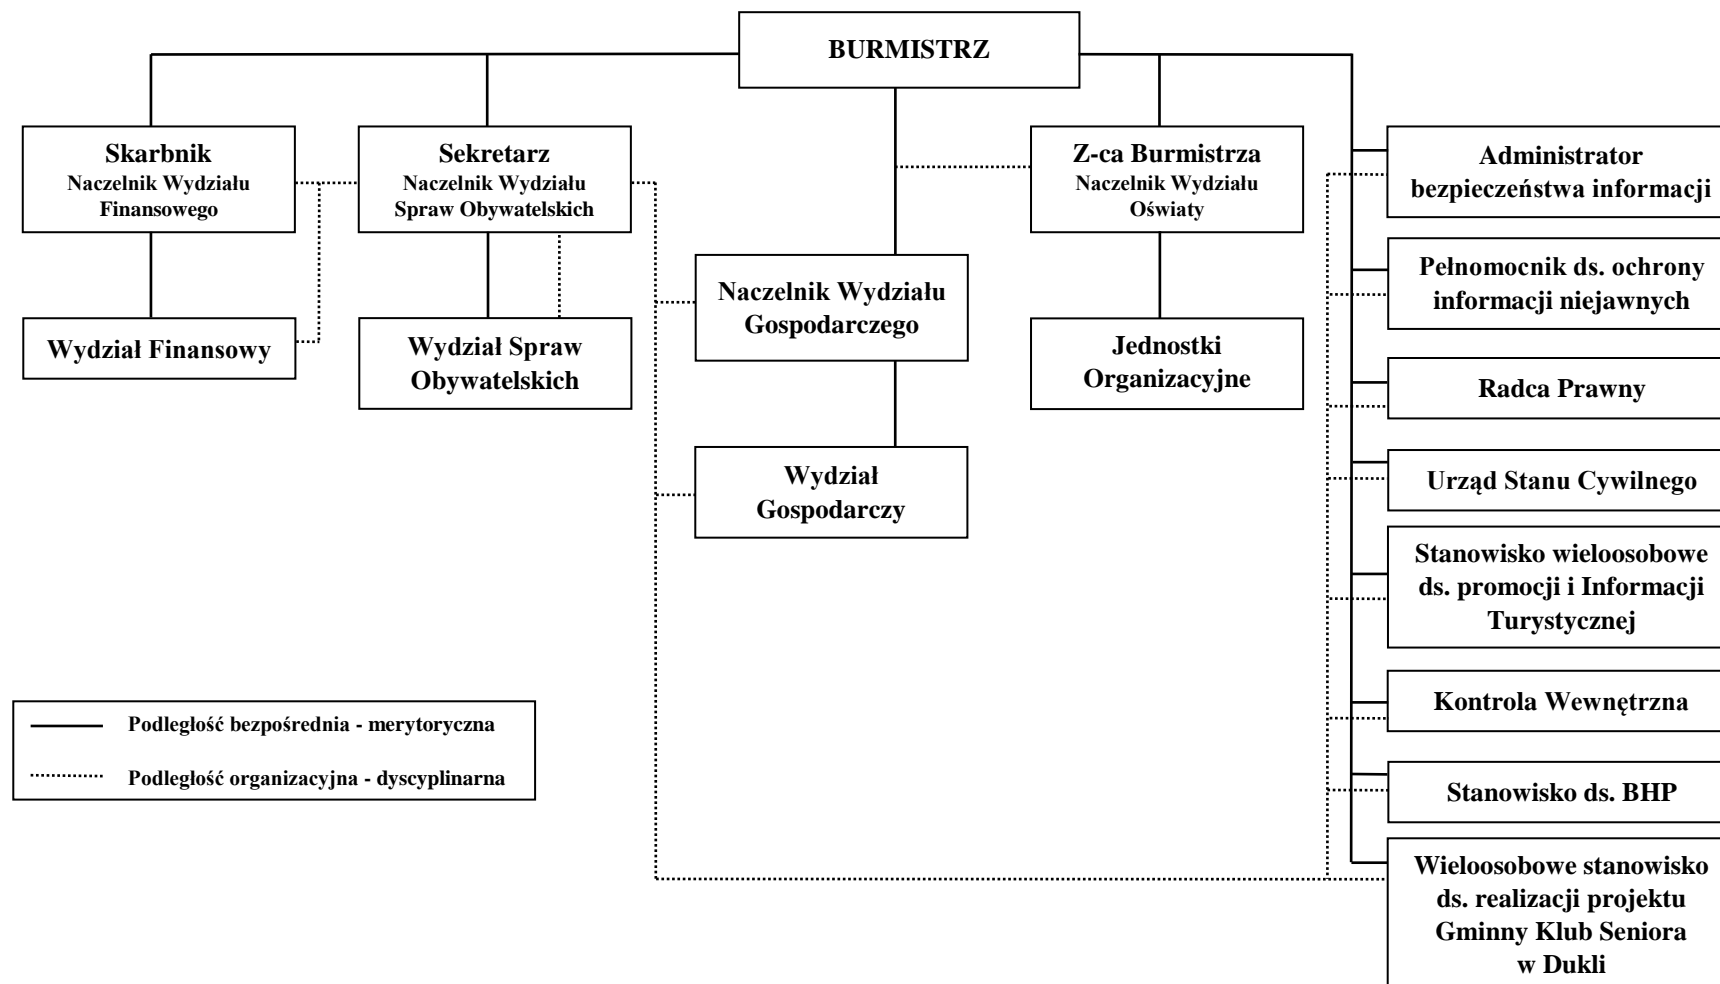 BURMISTRZ
Skarbnik
Naczelnik Wydziału
Finansowego
Sekretarz
Naczelnik Wydziału
Spraw Obywatelskich
Z-ca Burmistrza
Naczelnik Wydziału
Oświaty
Administrator
bezpieczeństwa informacji
Pełnomocnik ds. ochrony
informacji niejawnych
Naczelnik Wydziału
Gospodarczego
Wydział Finansowy
Wydział Spraw
Obywatelskich
Jednostki
Organizacyjne
Radca Prawny
Wydział
Gospodarczy
Urząd Stanu Cywilnego
Stanowisko wieloosobowe
ds. promocji i Informacji
Turystycznej
Kontrola Wewnętrzna
Stanowisko ds. BHP
Wieloosobowe stanowisko
ds. realizacji projektu
Gminny Klub Seniora
w Dukli
Podległość bezpośrednia - merytoryczna
Podległość organizacyjna - dyscyplinarna